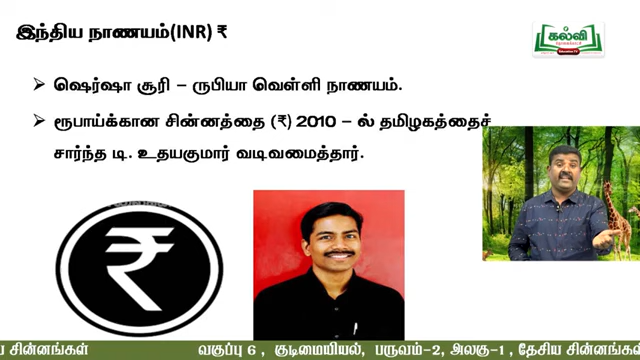 இந்திய நாணயம்(INR) ₹
கல்வி
➢ ஷெர்ஷா சூரி – ருபியா வெள்ளி நாணயம்.
➢ ரூபாய்க்கான சின்னத்தை (₹) 2010 – ல் தமிழகத்தைச்
சார்ந்த டி. உதயகுமார் வடிவமைத்தார்.
₹
ய சின்னங்கள் வகுப்பு 6 , குடிமையியல், பருவம்-2, அலகு-1 , தேசிய சின்னங்கள்